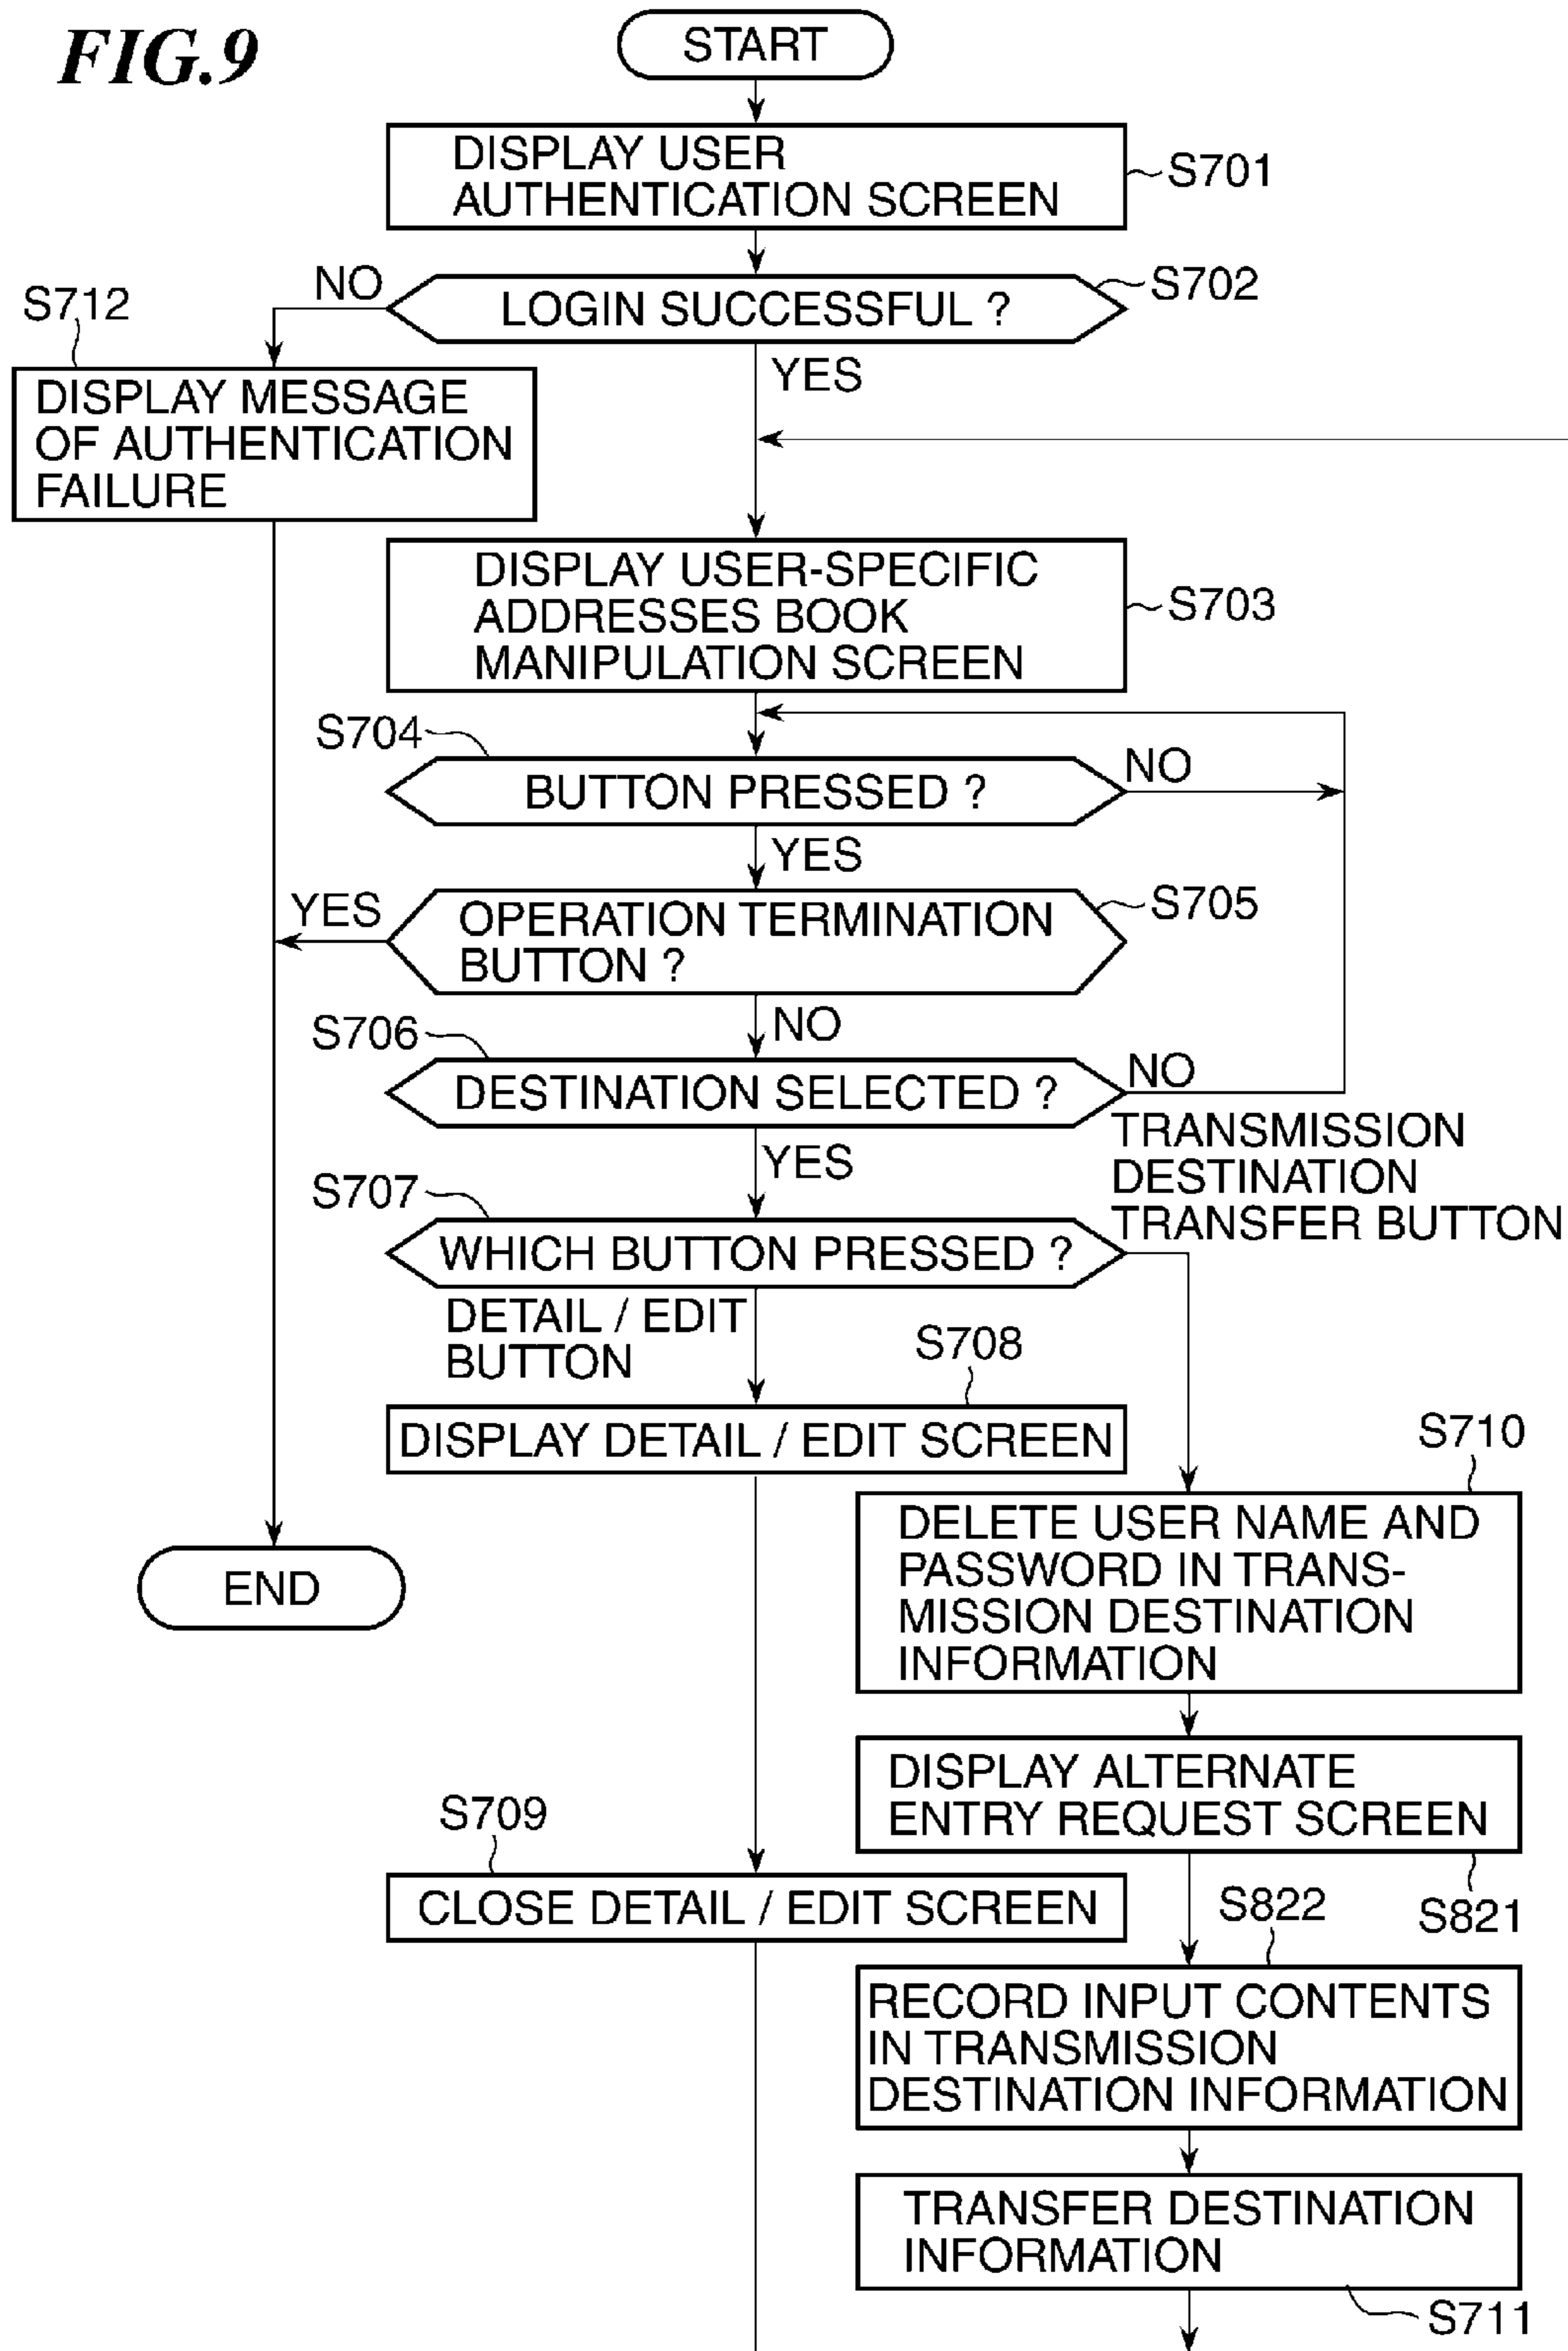 FIG.9
START
DISPLAY USER
AUTHENTICATION SCREEN
S701
NO
S702
S712
LOGIN SUCCESSFUL ?
YES
DISPLAY MESSAGE
OF AUTHENTICATION
FAILURE
DISPLAY USER-SPECIFIC
ADDRESSES BOOK
MANIPULATION SCREEN
S703
S704
NO
BUTTON PRESSED ?
YES
YES
OPERATION TERMINATION
BUTTON ?
S705
NO
S706
NO
DESTINATION SELECTED ?
YES
TRANSMISSION
DESTINATION
TRANSFER BUTTON
S707
WHICH BUTTON PRESSED ?
DETAIL / EDIT
BUTTON
S708
DISPLAY DETAIL / EDIT SCREEN
S710
DELETE USER NAME AND
PASSWORD IN TRANS-
MISSION DESTINATION
INFORMATION
END
DISPLAY ALTERNATE
ENTRY REQUEST SCREEN
S709
CLOSE DETAIL / EDIT SCREEN
S822
S821
RECORD INPUT CONTENTS
IN TRANSMISSION
DESTINATION INFORMATION
TRANSFER DESTINATION
INFORMATION
S711